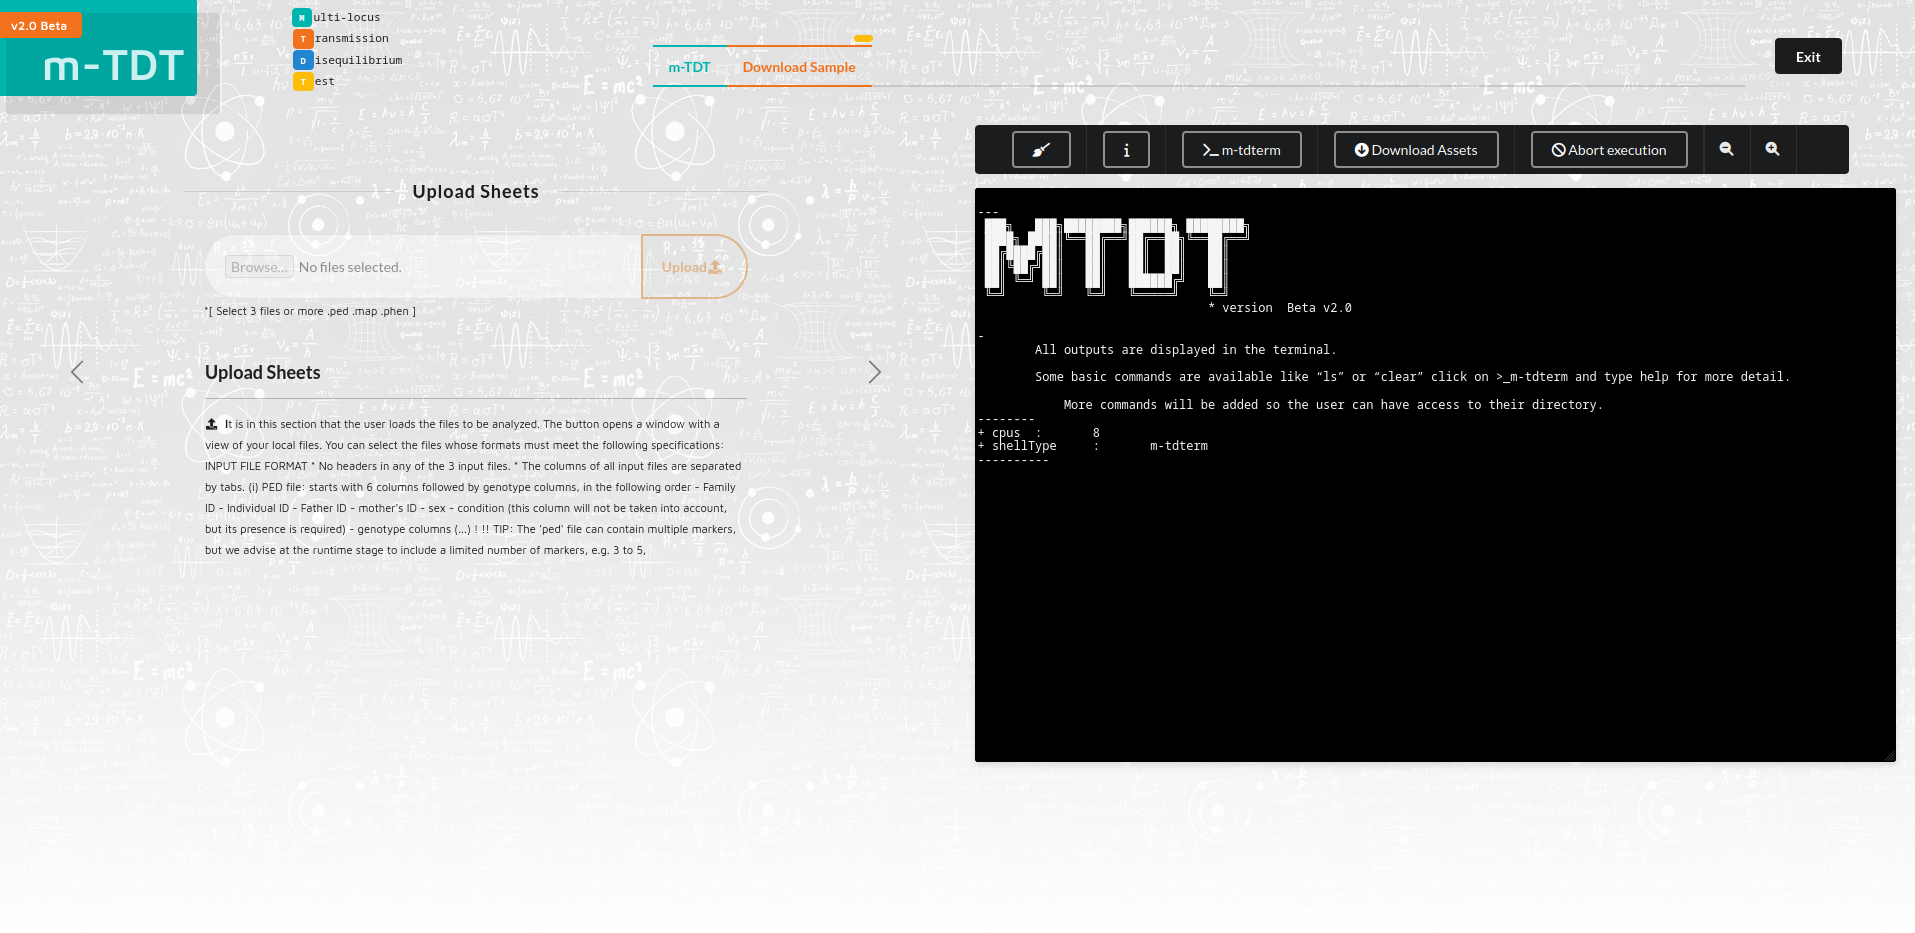 v2.0 Beta
m-TDT
Multi-locus
Transmission
Disequilibrium
Test
m-TDT
Download Sample
Exit
m-tdterm
Download Assets
Abort execution
Upload Sheets
Browse... No files selected.
Upload
*[ Select 3 files or more .ped .map .phen ]
Upload Sheets
It is in this section that the user loads the files to be analyzed. The button opens a window with a
view of your local files. You can select the files whose formats must meet the following specifications:
INPUT FILE FORMAT * No headers in any of the 3 input files. * The columns of all input files are separated
by tabs. (i) PED file: starts with 6 columns followed by genotype columns, in the following order - Family
ID - Individual ID - Father ID - mother's ID - sex - condition (this column will not be taken into account,
but its presence is required) - genotype columns (...) ! !! TIP: The 'ped' file can contain multiple markers,
but we advise at the runtime stage to include a limited number of markers, e.g. 3 to 5,
---
MTDT
* version Beta v2.0
-
All outputs are displayed in the terminal.
Some basic commands are available like “ls” or “clear” click on >_m-tdterm and type help for more detail.
More commands will be added so the user can have access to their directory.
--------
+ cpus : 8
+ shellType : m-tdterm
----------